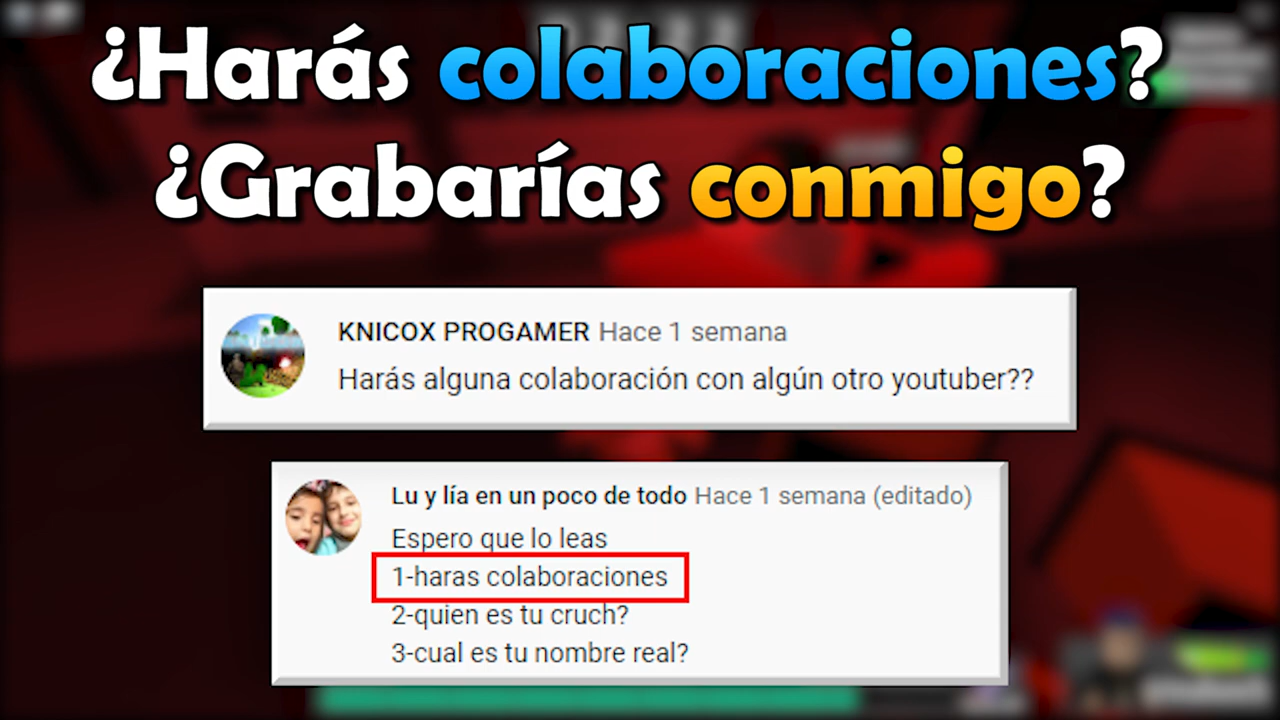 ¿Harás colaboraciones?
¿Grabarías conmigo?
KNICOX PROGAMER Hace 1 semana
Harás alguna colaboración con algún otro youtuber??
Lu y lía en un poco de todo Hace 1 semana (editado)
Espero que lo leas
1-haras colaboraciones
2-quien es tu cruch?
3-cual es tu nombre real?